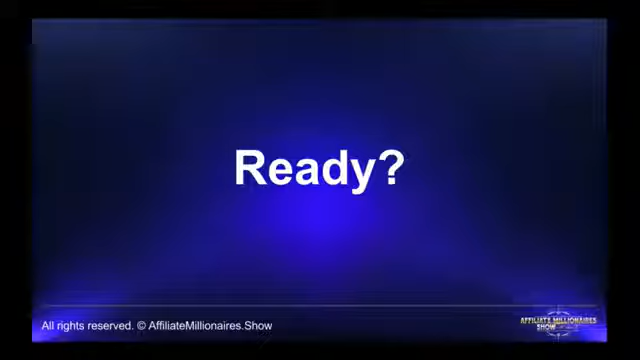 Ready?
All rights reserved. © AffiliateMillionaires.Show
AFFILIATE MILLIONAIRES
SHOW